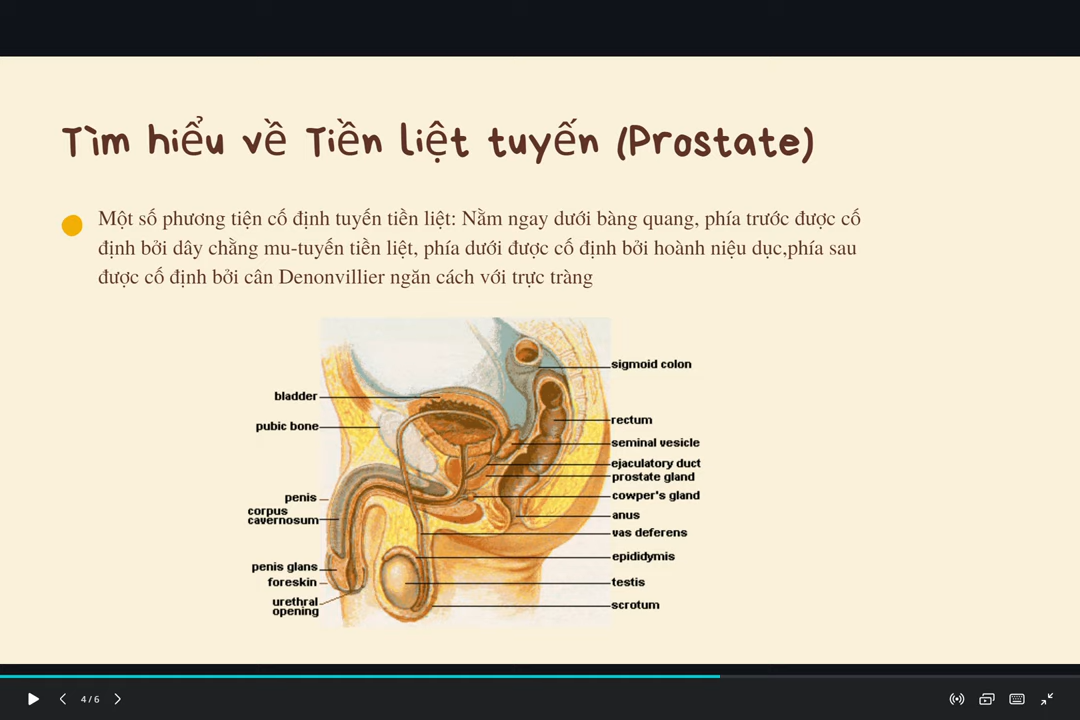 Tìm hiểu về Tiền liệt tuyến (Prostate)
Một số phương tiện cố định tuyến tiền liệt: Nằm ngay dưới bàng quang, phía trước được cố
định bởi dây chằng mu-tuyến tiền liệt, phía dưới được cố định bởi hoành niệu dục,phía sau
được cố định bởi cân Denonvillier ngăn cách với trực tràng
sigmoid colon
bladder
rectum
pubic bone
seminal vesicle
ejaculatory duct
prostate gland
cowper's gland
penis
corpus
cavernosum
anus
vas deferens
epididymis
penis glans
foreskin
testis
urethral
opening
scrotum
4/6